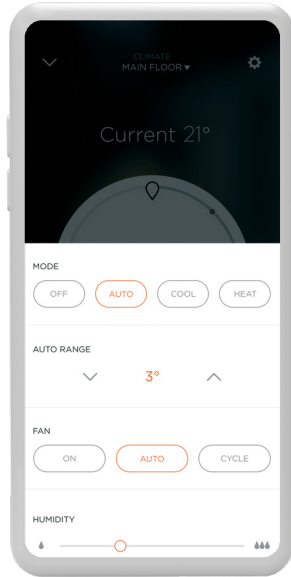 CLIMATE
MAIN FLOOR ▾
Current 21°
MODE
OFF AUTO COOL HEAT
AUTO RANGE
3°
FAN
ON AUTO CYCLE
HUMIDITY